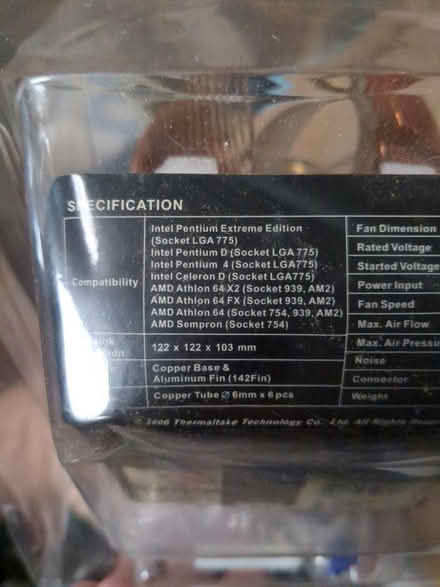 SPECIFICATION
Compatibility
Intel Pentium Extreme Edition
(Socket LGA 775)
Intel Pentium D (Socket LGA 775)
Intel Pentium 4 (Socket LGA775)
Intel Celeron D (Socket LGA775)
AMD Athlon 64 X2 (Socket 939, AM2)
AMD Athlon 64 FX (Socket 939, AM2)
AMD Athlon 64 (Socket 754, 939, AM2)
AMD Sempron (Socket 754)
122 x 122 x 103 mm
Copper Base &
Aluminum Fin (142Fin)
Copper Tube Ø 6mm x 6 pcs
Fan Dimension
Rated Voltage
Started Voltage
Power Input
Fan Speed
Max. Air Flow
Max. Air Pressu
Noise
Connector
Weight
© 2006 Thermaltake Technology Co., Ltd. All Rights